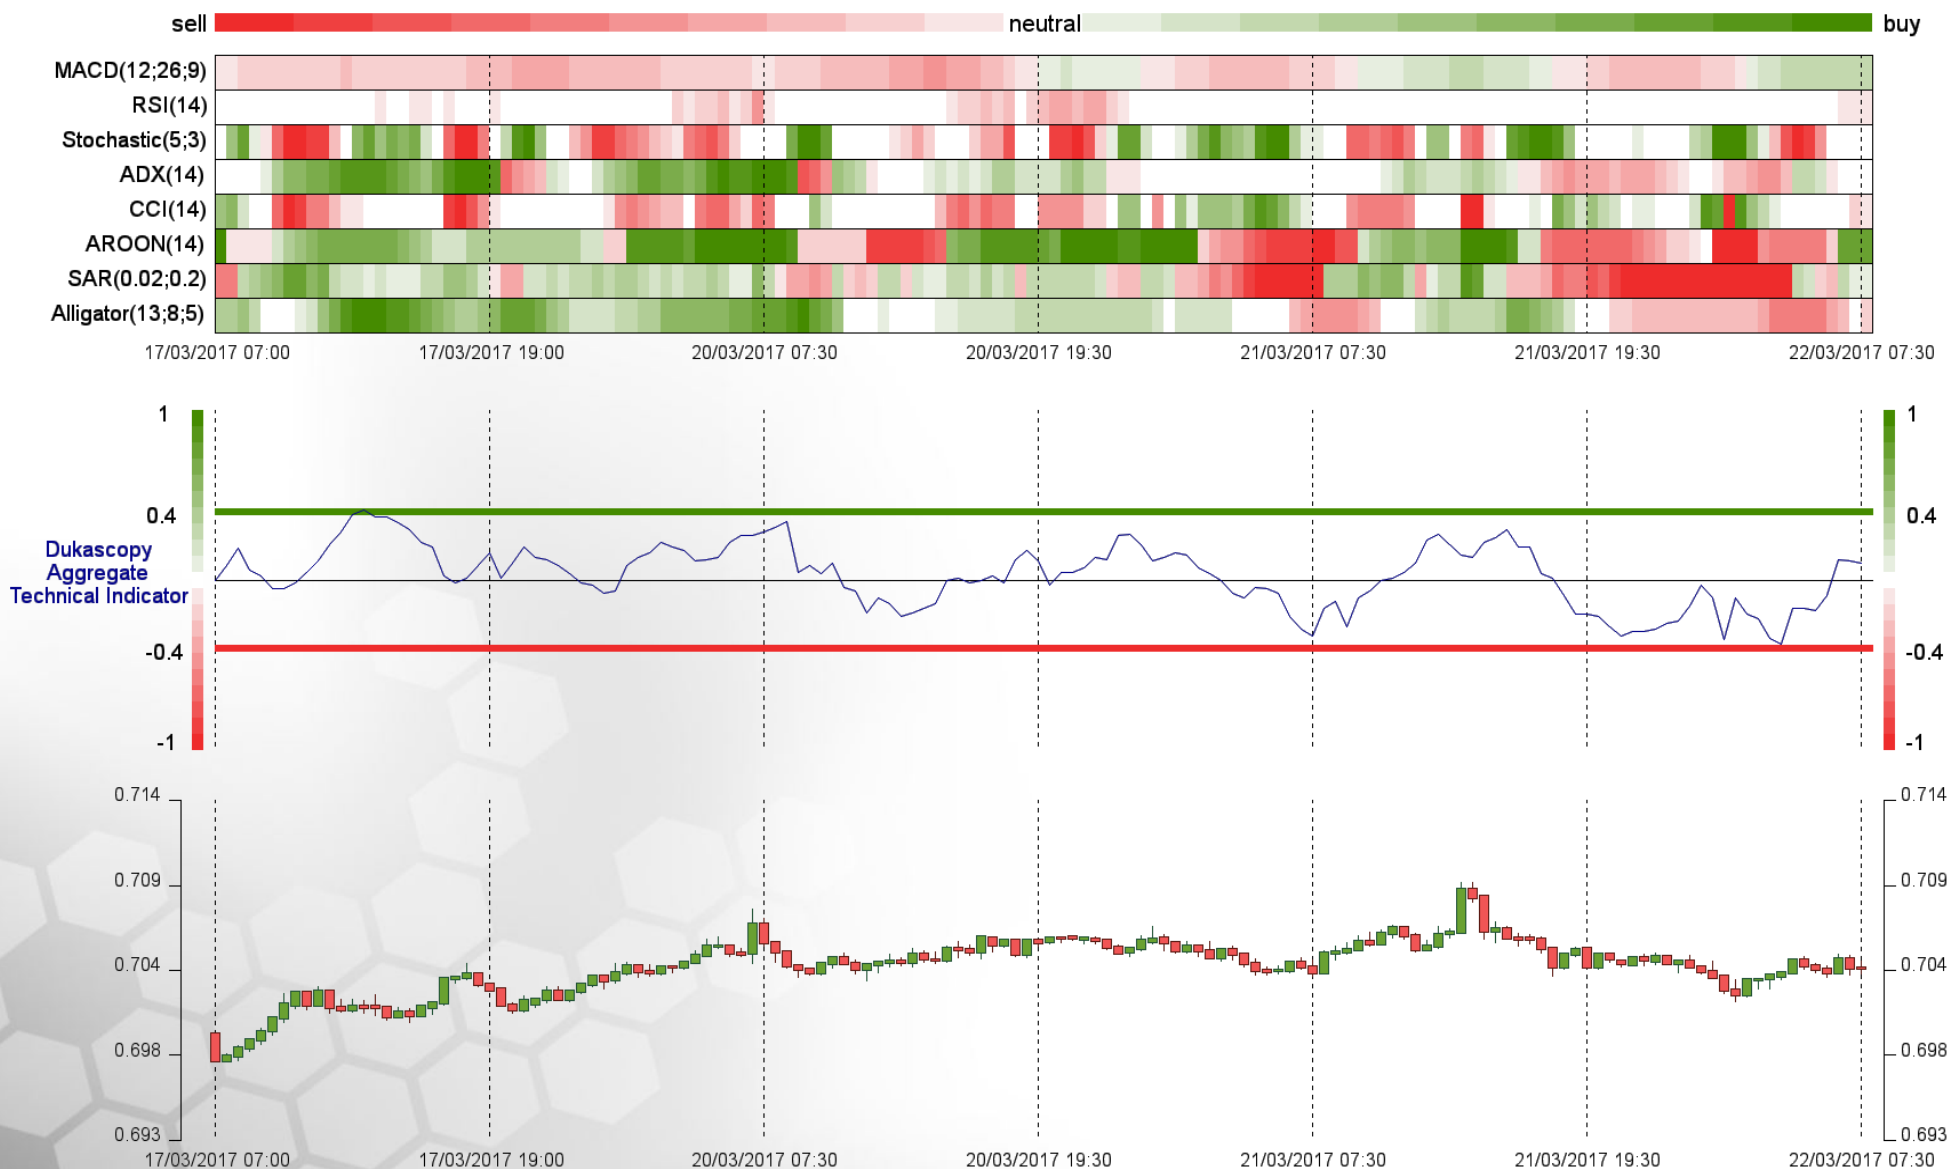 sell neutral buy
MACD(12;26;9)
RSI(14)
Stochastic(5;3)
ADX(14)
CCI(14)
AROON(14)
SAR(0.02;0.2)
Alligator(13;8;5)
17/03/2017 07:00 17/03/2017 19:00 20/03/2017 07:30 20/03/2017 19:30 21/03/2017 07:30 21/03/2017 19:30 22/03/2017 07:30
1 1
0.4 0.4
Dukascopy
Aggregate
Technical Indicator
-0.4 -0.4
-1 -1
0.714 0.714
0.709 0.709
0.704 0.704
0.698 0.698
0.693 0.693
17/03/2017 07:00 17/03/2017 19:00 20/03/2017 07:30 20/03/2017 19:30 21/03/2017 07:30 21/03/2017 19:30 22/03/2017 07:30